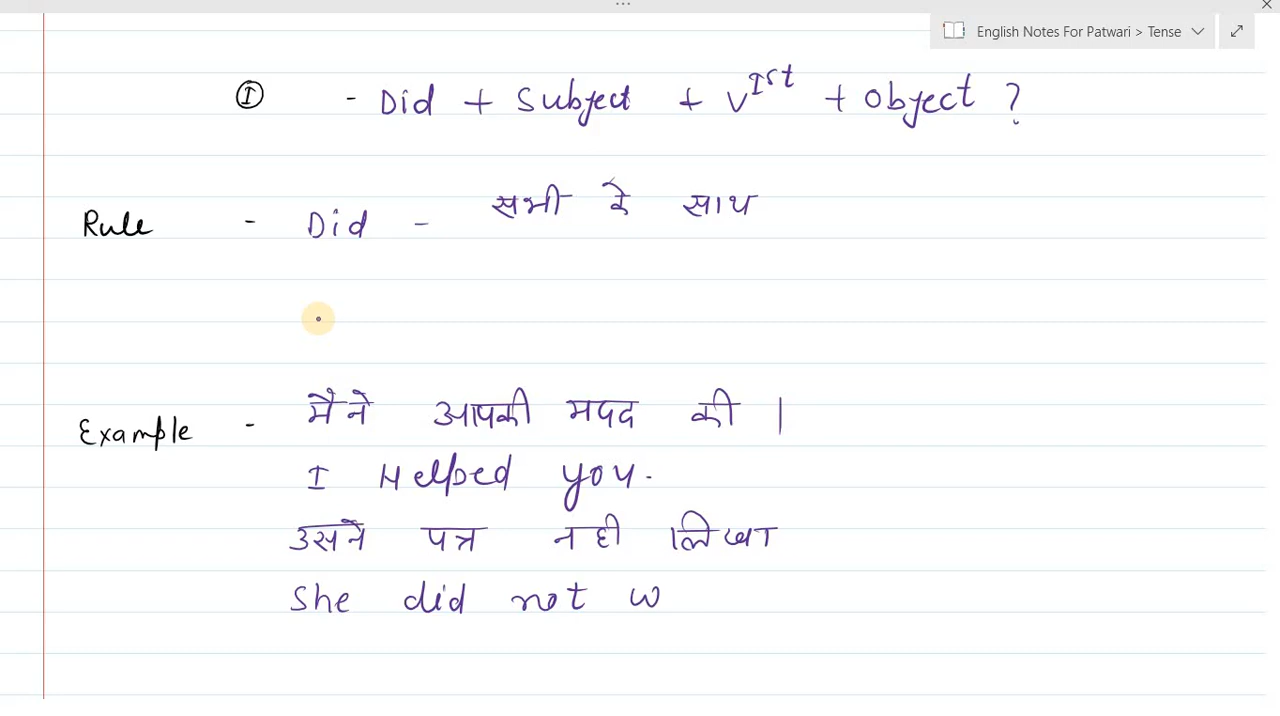 English Notes For Patwari > Tense
Ⓘ - Did + Subject + V Ist + Object ?
Rule - Did - सभी के साथ
Example - मैने आपकी मदद की |
I Helped you.
उसने पत्र नही लिखा
She did not w